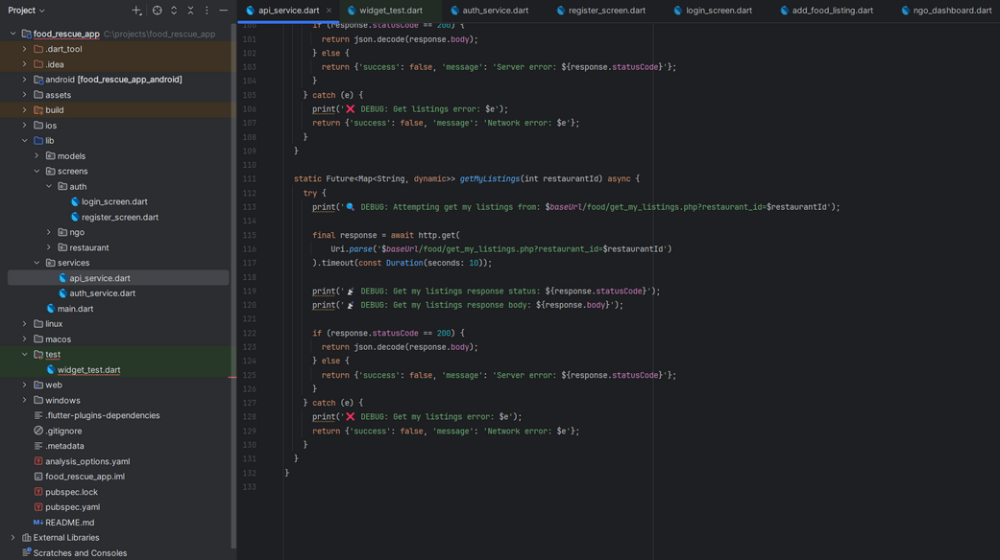 Project
food_rescue_app C:\projects\food_rescue_app
.dart_tool
.idea
android [food_rescue_app_android]
assets
build
ios
lib
models
screens
auth
login_screen.dart
register_screen.dart
ngo
restaurant
services
api_service.dart
auth_service.dart
main.dart
linux
macos
test
widget_test.dart
web
windows
.flutter-plugins-dependencies
.gitignore
.metadata
analysis_options.yaml
food_rescue_app.iml
pubspec.lock
pubspec.yaml
M↓ README.md
External Libraries
Scratches and Consoles
api_service.dart widget_test.dart auth_service.dart register_screen.dart login_screen.dart add_food_listing.dart ngo_dashboard.dart
100 if (response.statusCode == 200) {
101 return json.decode(response.body);
102 } else {
103 return {'success': false, 'message': 'Server error: ${response.statusCode}'};
104 }
105 } catch (e) {
106 print('❌ DEBUG: Get listings error: $e');
107 return {'success': false, 'message': 'Network error: $e'};
108 }
109 }
110
111 static Future<Map<String, dynamic>> getMyListings(int restaurantId) async {
112 try {
113 print('🔍 DEBUG: Attempting get my listings from: $baseUrl/food/get_my_listings.php?restaurant_id=$restaurantId');
114
115 final response = await http.get(
116 Uri.parse('$baseUrl/food/get_my_listings.php?restaurant_id=$restaurantId')
117 ).timeout(const Duration(seconds: 10));
118
119 print('📡 DEBUG: Get my listings response status: ${response.statusCode}');
120 print('📡 DEBUG: Get my listings response body: ${response.body}');
121
122 if (response.statusCode == 200) {
123 return json.decode(response.body);
124 } else {
125 return {'success': false, 'message': 'Server error: ${response.statusCode}'};
126 }
127 } catch (e) {
128 print('❌ DEBUG: Get my listings error: $e');
129 return {'success': false, 'message': 'Network error: $e'};
130 }
131 }
132 }
133